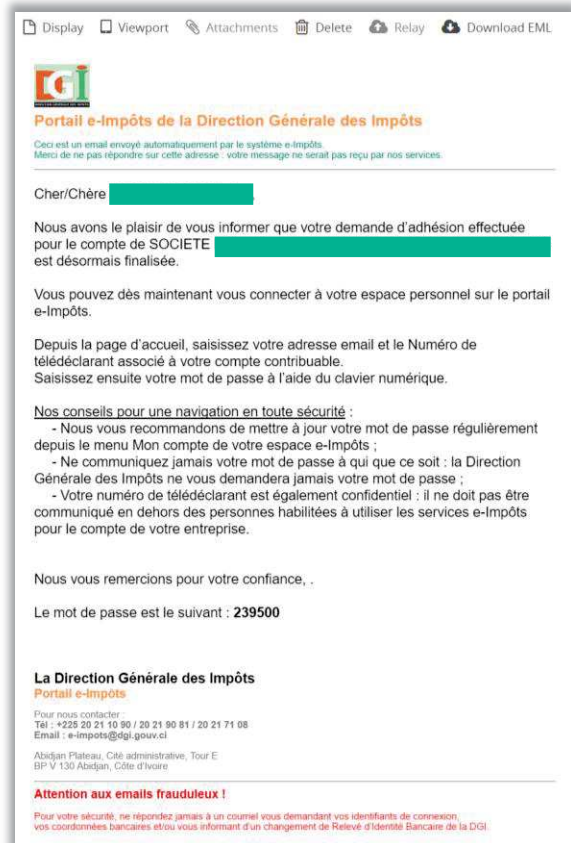 Display Viewport Attachments Delete Relay Download EML
DGI
DIRECTION GÉNÉRALE DES IMPÔTS
Portail e-Impôts de la Direction Générale des Impôts
Ceci est un email envoyé automatiquement par le système e-Impôts.
Merci de ne pas répondre sur cette adresse : votre message ne serait pas reçu par nos services.
Cher/Chère
Nous avons le plaisir de vous informer que votre demande d'adhésion effectuée
pour le compte de SOCIETE
est désormais finalisée.
Vous pouvez dès maintenant vous connecter à votre espace personnel sur le portail
e-Impôts.
Depuis la page d'accueil, saisissez votre adresse email et le Numéro de
télédéclarant associé à votre compte contribuable.
Saisissez ensuite votre mot de passe à l'aide du clavier numérique.
Nos conseils pour une navigation en toute sécurité :
- Nous vous recommandons de mettre à jour votre mot de passe régulièrement
depuis le menu Mon compte de votre espace e-Impôts ;
- Ne communiquez jamais votre mot de passe à qui que ce soit : la Direction
Générale des Impôts ne vous demandera jamais votre mot de passe ;
- Votre numéro de télédéclarant est également confidentiel : il ne doit pas être
communiqué en dehors des personnes habilitées à utiliser les services e-Impôts
pour le compte de votre entreprise.
Nous vous remercions pour votre confiance, .
Le mot de passe est le suivant : 239500
La Direction Générale des Impôts
Portail e-Impôts
Pour nous contacter :
Tél : +225 20 21 10 90 / 20 21 90 81 / 20 21 71 08
Email : e-impots@dgi.gouv.ci
Abidjan Plateau, Cité administrative, Tour E
BP V 130 Abidjan, Côte d'Ivoire
Attention aux emails frauduleux !
Pour votre sécurité, ne répondez jamais à un courriel vous demandant vos identifiants de connexion,
vos coordonnées bancaires et/ou vous informant d'un changement de Relevé d'Identité Bancaire de la DGI.